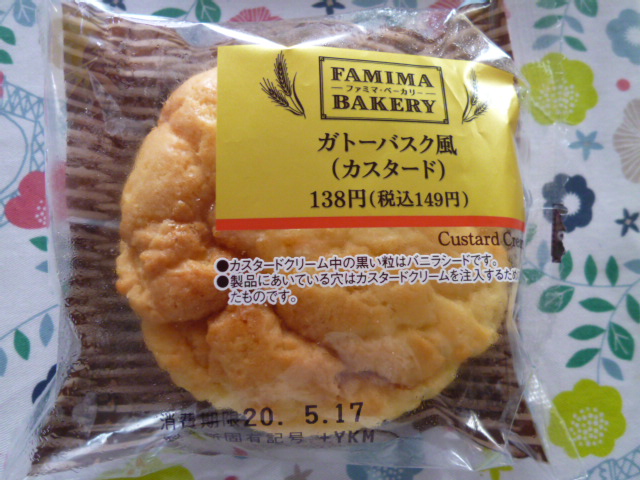 FAMIMA
ファミマ・ベーカリー
BAKERY
ガトーバスク風
(カスタード)
138円(税込149円)
Custard Cre
●カスタードクリーム中の黒い粒はバニラシードです。
●製品にあいている穴はカスタードクリームを注入するため
たものです。
消費期限20. 5.17
固有記号 +YKM